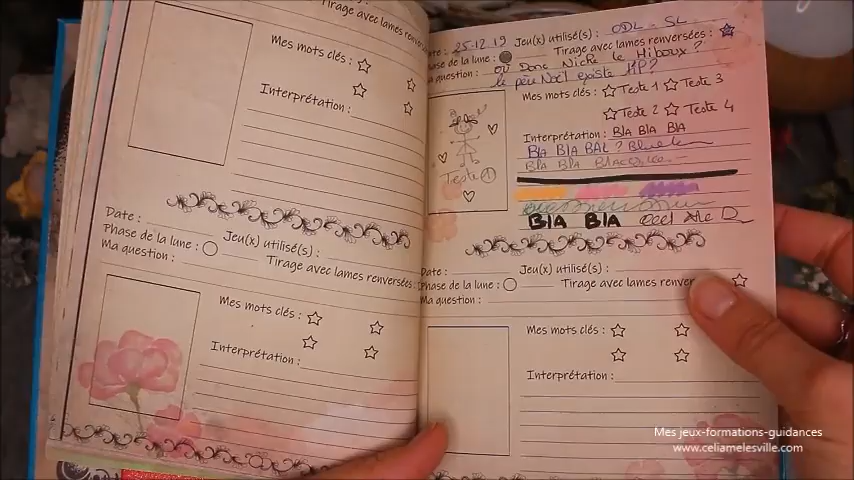 Tirage avec lames renversées
Mes mots clés :
Interprétation :
Date :
Jeu(x) utilisé(s) :
Phase de la lune :
Tirage avec lames renversées :
Ma question :
Mes mots clés :
Interprétation :
Date : 25-12-19 Jeu(x) utilisé(s) : ODL - SL
Phase de la lune : Tirage avec lames renversées :
Ma question : où Donc Niche le Hiboux ?
le père Noël existe MP?
Mes mots clés : Teste 1 Teste 3
Teste 2 Teste 4
Teste 1
Interprétation : BlA BlA BlA
BlA BlA BAl ?
BlA BlA
BlA BlA
Date : Jeu(x) utilisé(s) :
Phase de la lune : Tirage avec lames renver
Ma question :
Mes mots clés :
Interprétation :
Mes jeux-formations-guidances
www.celiamelesville.com